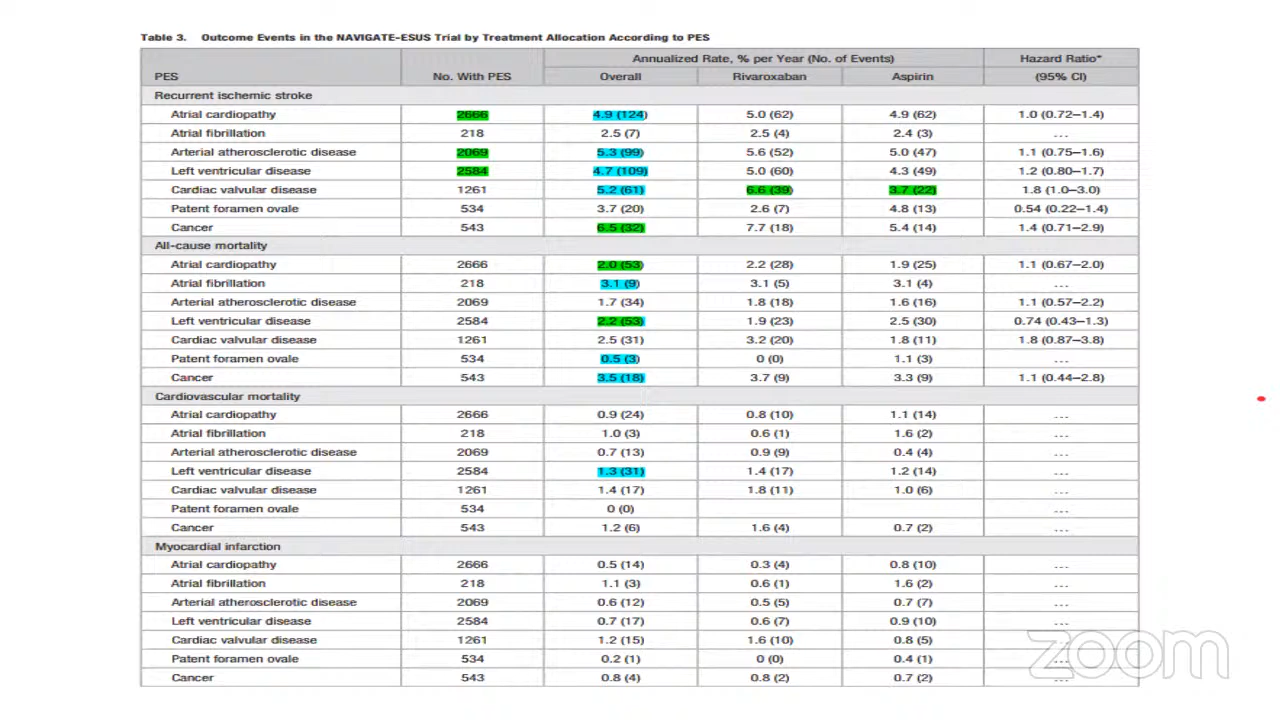 Table 3. Outcome Events in the NAVIGATE-ESUS Trial by Treatment Allocation According to PES
Annualized Rate, % per Year (No. of Events) Hazard Ratio*
PES No. With PES Overall Rivaroxaban Aspirin (95% CI)
Recurrent ischemic stroke
Atrial cardiopathy 2666 4.9 (124) 5.0 (62) 4.9 (62) 1.0 (0.72–1.4)
Atrial fibrillation 218 2.5 (7) 2.5 (4) 2.4 (3) ...
Arterial atherosclerotic disease 2069 5.3 (99) 5.6 (52) 5.0 (47) 1.1 (0.75–1.6)
Left ventricular disease 2584 4.7 (109) 5.0 (60) 4.3 (49) 1.2 (0.80–1.7)
Cardiac valvular disease 1261 5.2 (61) 6.6 (39) 3.7 (22) 1.8 (1.0–3.0)
Patent foramen ovale 534 3.7 (20) 2.6 (7) 4.8 (13) 0.54 (0.22–1.4)
Cancer 543 6.5 (32) 7.7 (18) 5.4 (14) 1.4 (0.71–2.9)
All-cause mortality
Atrial cardiopathy 2666 2.0 (53) 2.2 (28) 1.9 (25) 1.1 (0.67–2.0)
Atrial fibrillation 218 3.1 (9) 3.1 (5) 3.1 (4) ...
Arterial atherosclerotic disease 2069 1.7 (34) 1.8 (18) 1.6 (16) 1.1 (0.57–2.2)
Left ventricular disease 2584 2.2 (53) 1.9 (23) 2.5 (30) 0.74 (0.43–1.3)
Cardiac valvular disease 1261 2.5 (31) 3.2 (20) 1.8 (11) 1.8 (0.87–3.8)
Patent foramen ovale 534 0.5 (3) 0 (0) 1.1 (3) ...
Cancer 543 3.5 (18) 3.7 (9) 3.3 (9) 1.1 (0.44–2.8)
Cardiovascular mortality
Atrial cardiopathy 2666 0.9 (24) 0.8 (10) 1.1 (14) ...
Atrial fibrillation 218 1.0 (3) 0.6 (1) 1.6 (2) ...
Arterial atherosclerotic disease 2069 0.7 (13) 0.9 (9) 0.4 (4) ...
Left ventricular disease 2584 1.3 (31) 1.4 (17) 1.2 (14) ...
Cardiac valvular disease 1261 1.4 (17) 1.8 (11) 1.0 (6) ...
Patent foramen ovale 534 0 (0) ...
Cancer 543 1.2 (6) 1.6 (4) 0.7 (2) ...
Myocardial infarction
Atrial cardiopathy 2666 0.5 (14) 0.3 (4) 0.8 (10) ...
Atrial fibrillation 218 1.1 (3) 0.6 (1) 1.6 (2) ...
Arterial atherosclerotic disease 2069 0.6 (12) 0.5 (5) 0.7 (7) ...
Left ventricular disease 2584 0.7 (17) 0.6 (7) 0.9 (10) ...
Cardiac valvular disease 1261 1.2 (15) 1.6 (10) 0.8 (5) ...
Patent foramen ovale 534 0.2 (1) 0 (0) 0.4 (1) ...
Cancer 543 0.8 (4) 0.8 (2) 0.7 (2) ...
zoom